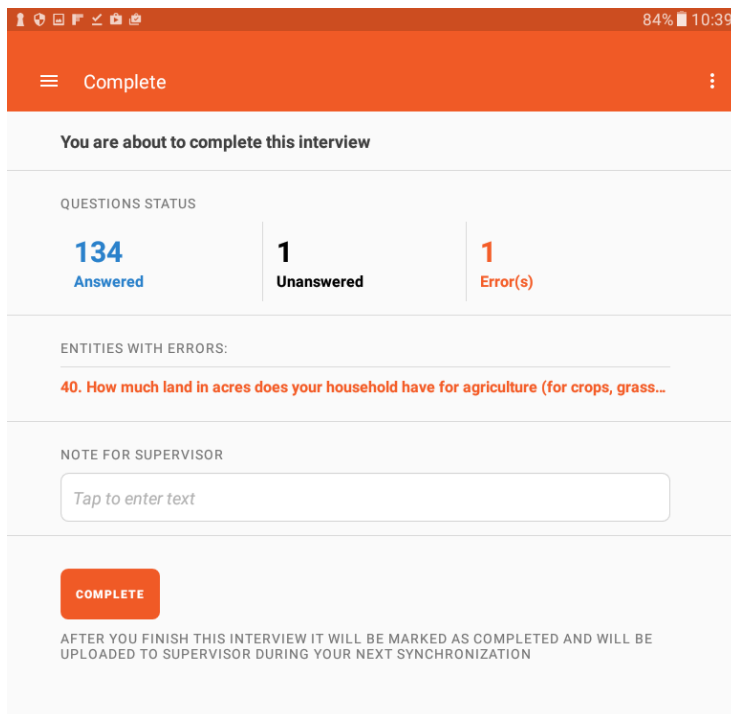 84% 10:39
Complete
You are about to complete this interview
QUESTIONS STATUS
134
Answered
1
Unanswered
1
Error(s)
ENTITIES WITH ERRORS:
40. How much land in acres does your household have for agriculture (for crops, grass...
NOTE FOR SUPERVISOR
Tap to enter text
COMPLETE
AFTER YOU FINISH THIS INTERVIEW IT WILL BE MARKED AS COMPLETED AND WILL BE
UPLOADED TO SUPERVISOR DURING YOUR NEXT SYNCHRONIZATION